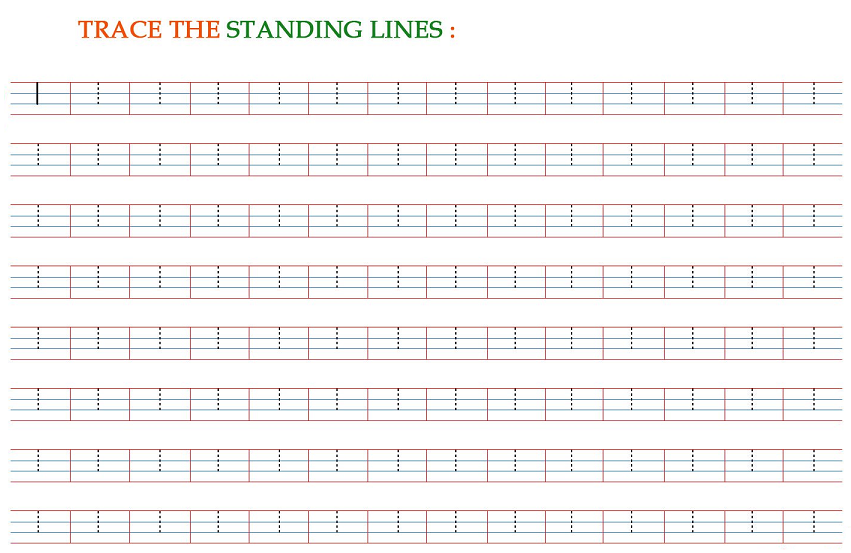 TRACE THE STANDING LINES :